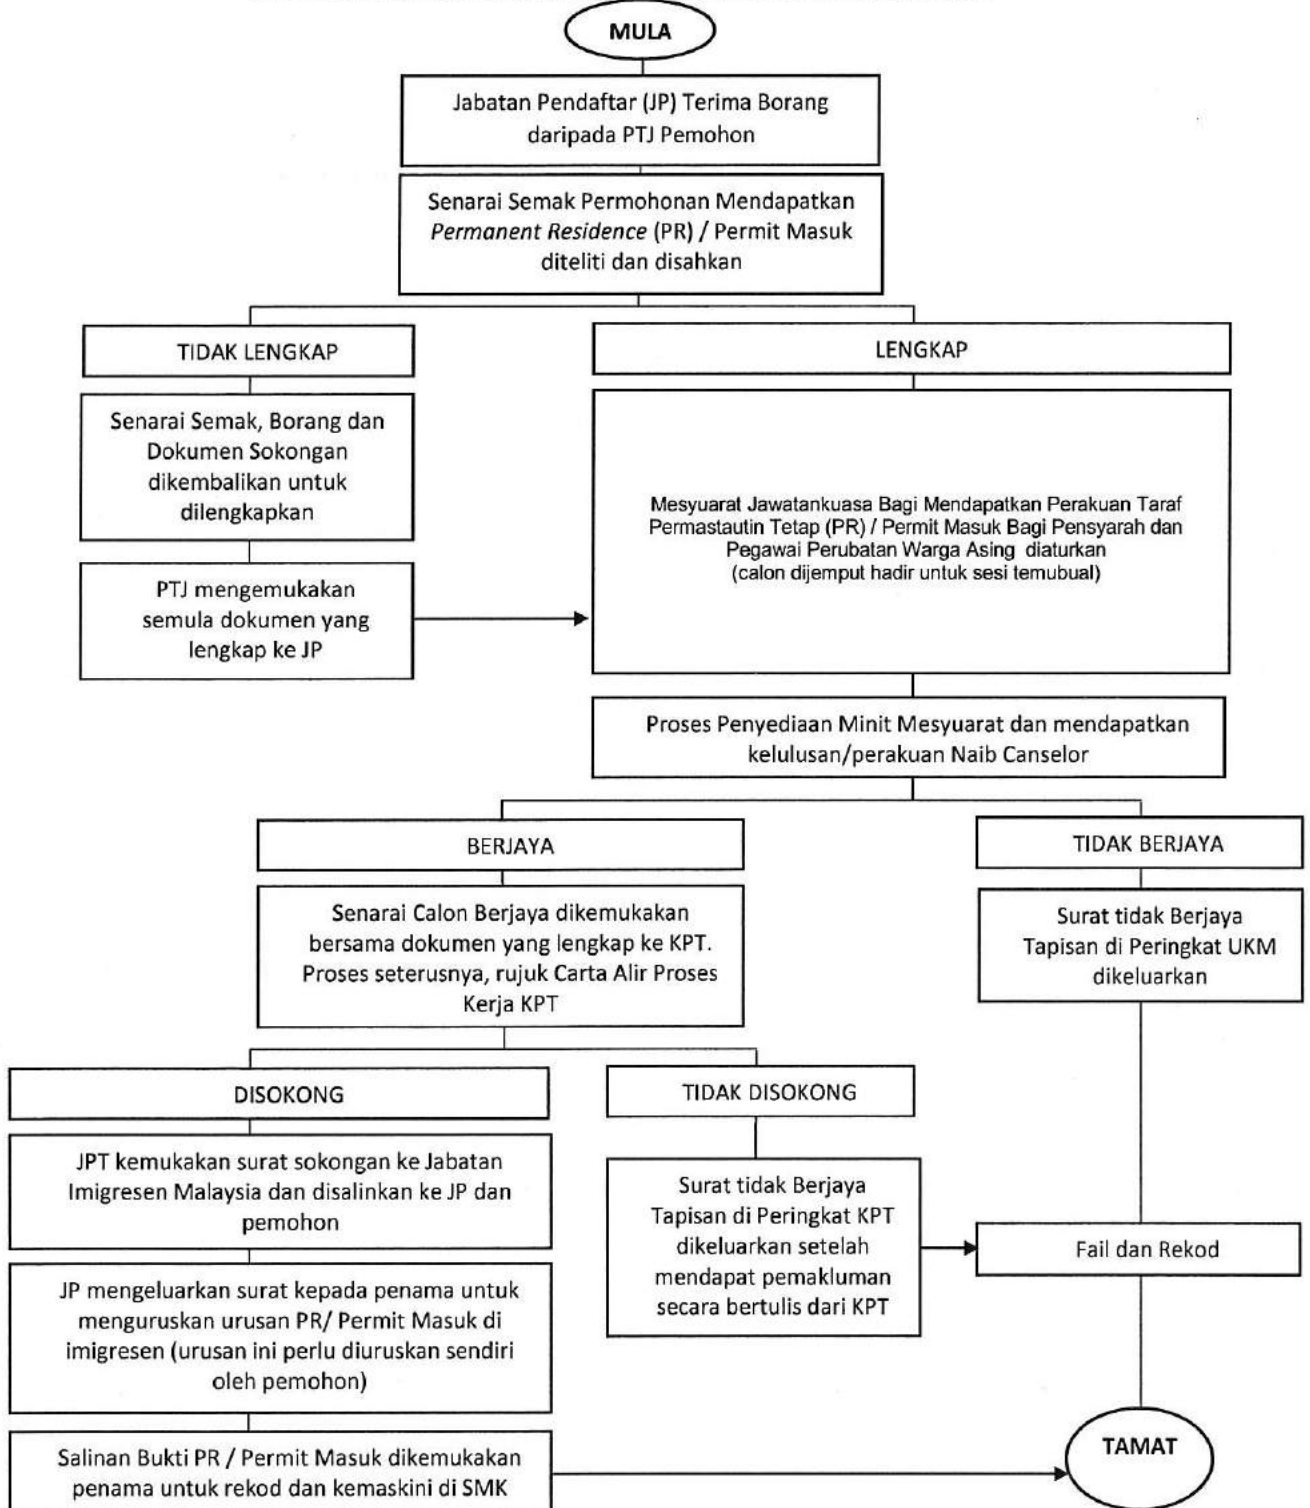 MULA
Jabatan Pendaftar (JP) Terima Borang
daripada PTJ Pemohon
Senarai Semak Permohonan Mendapatkan
Permanent Residence (PR) / Permit Masuk
diteliti dan disahkan
TIDAK LENGKAP
Senarai Semak, Borang dan
Dokumen Sokongan
dikembalikan untuk
dilengkapkan
PTJ mengemukakan
semula dokumen yang
lengkap ke JP
LENGKAP
Mesyuarat Jawatankuasa Bagi Mendapatkan Perakuan Taraf
Permastautin Tetap (PR) / Permit Masuk Bagi Pensyarah dan
Pegawai Perubatan Warga Asing diaturkan
(calon dijemput hadir untuk sesi temubual)
Proses Penyediaan Minit Mesyuarat dan mendapatkan
kelulusan/perakuan Naib Canselor
BERJAYA
Senarai Calon Berjaya dikemukakan
bersama dokumen yang lengkap ke KPT.
Proses seterusnya, rujuk Carta Alir Proses
Kerja KPT
TIDAK BERJAYA
Surat tidak Berjaya
Tapisan di Peringkat UKM
dikeluarkan
DISOKONG
JPT kemukakan surat sokongan ke Jabatan
Imigresen Malaysia dan disalinkan ke JP dan
pemohon
JP mengeluarkan surat kepada penama untuk
menguruskan urusan PR/ Permit Masuk di
imigresen (urusan ini perlu diuruskan sendiri
oleh pemohon)
Salinan Bukti PR / Permit Masuk dikemukakan
penama untuk rekod dan kemaskini di SMK
TIDAK DISOKONG
Surat tidak Berjaya
Tapisan di Peringkat KPT
dikeluarkan setelah
mendapat pemakluman
secara bertulis dari KPT
Fail dan Rekod
TAMAT